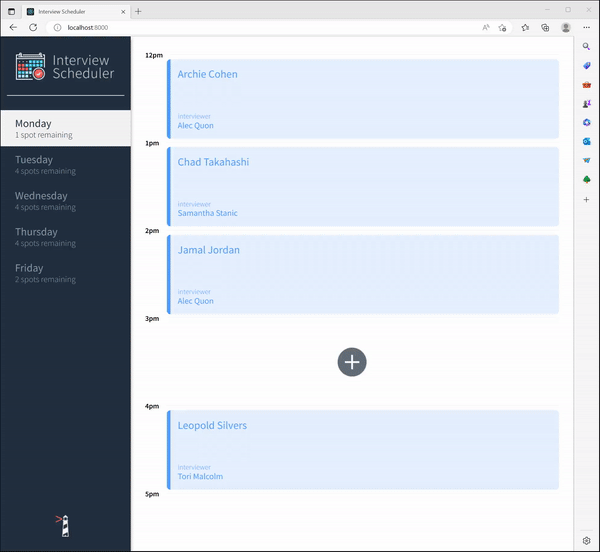 Interview Scheduler
localhost:8000
Interview
Scheduler
Monday
1 spot remaining
Tuesday
4 spots remaining
Wednesday
4 spots remaining
Thursday
4 spots remaining
Friday
2 spots remaining
12pm
Archie Cohen
interviewer
Alec Quon
1pm
Chad Takahashi
interviewer
Samantha Stanic
2pm
Jamal Jordan
interviewer
Alec Quon
3pm
4pm
Leopold Silvers
interviewer
Tori Malcolm
5pm